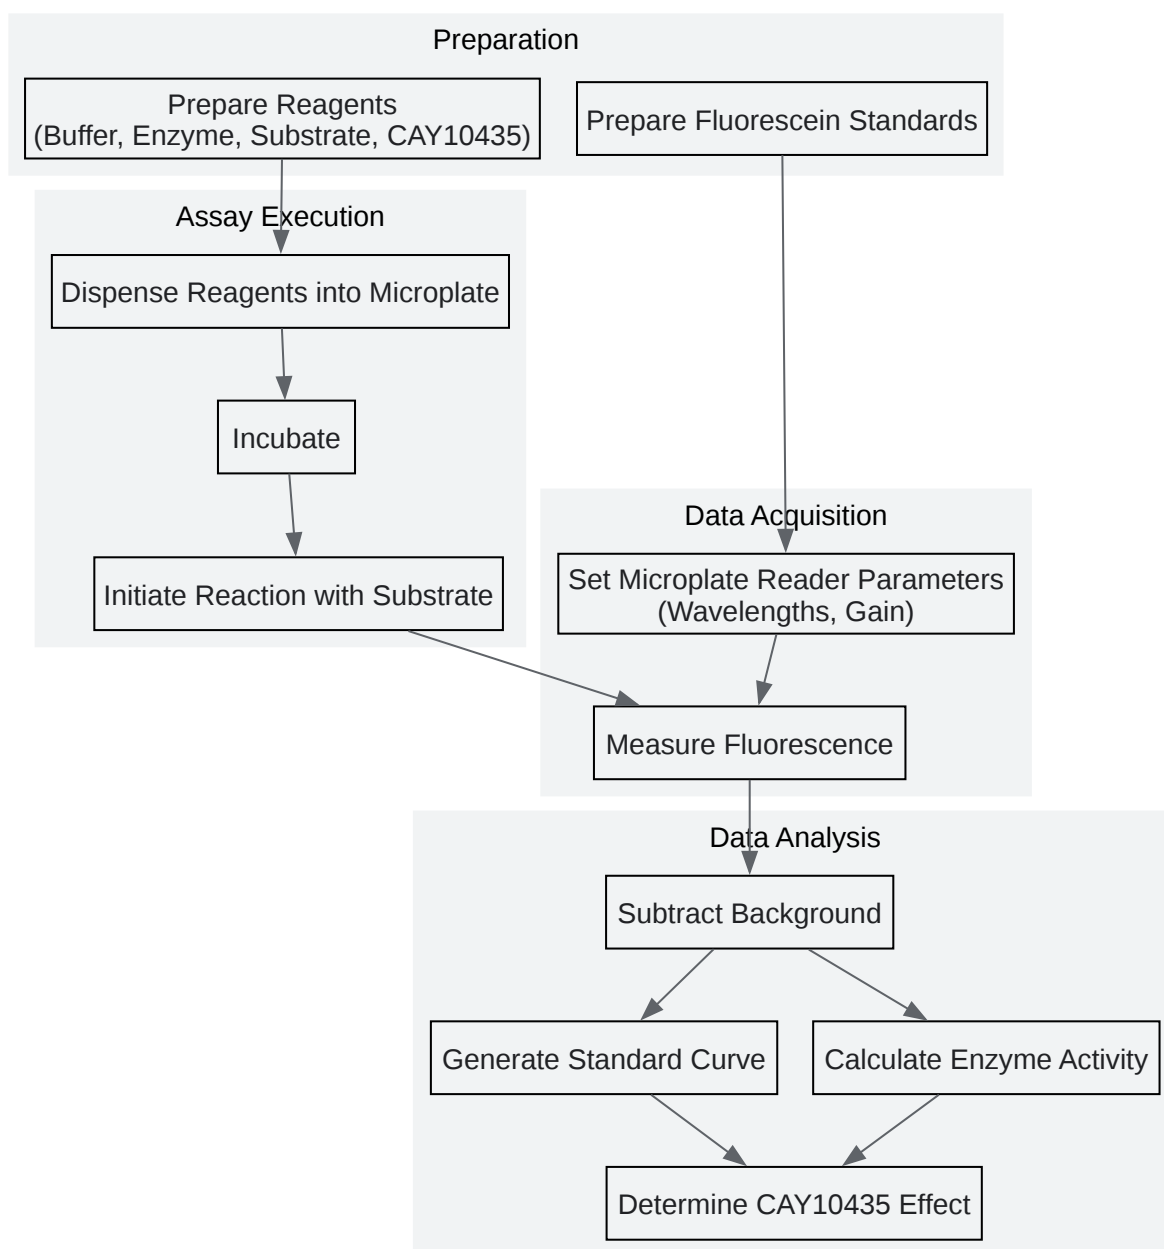 Preparation
Prepare Reagents
(Buffer, Enzyme, Substrate, CAY10435)
Prepare Fluorescein Standards
Assay Execution
Dispense Reagents into Microplate
Incubate
Initiate Reaction with Substrate
Data Acquisition
Set Microplate Reader Parameters
(Wavelengths, Gain)
Measure Fluorescence
Data Analysis
Subtract Background
Generate Standard Curve
Calculate Enzyme Activity
Determine CAY10435 Effect